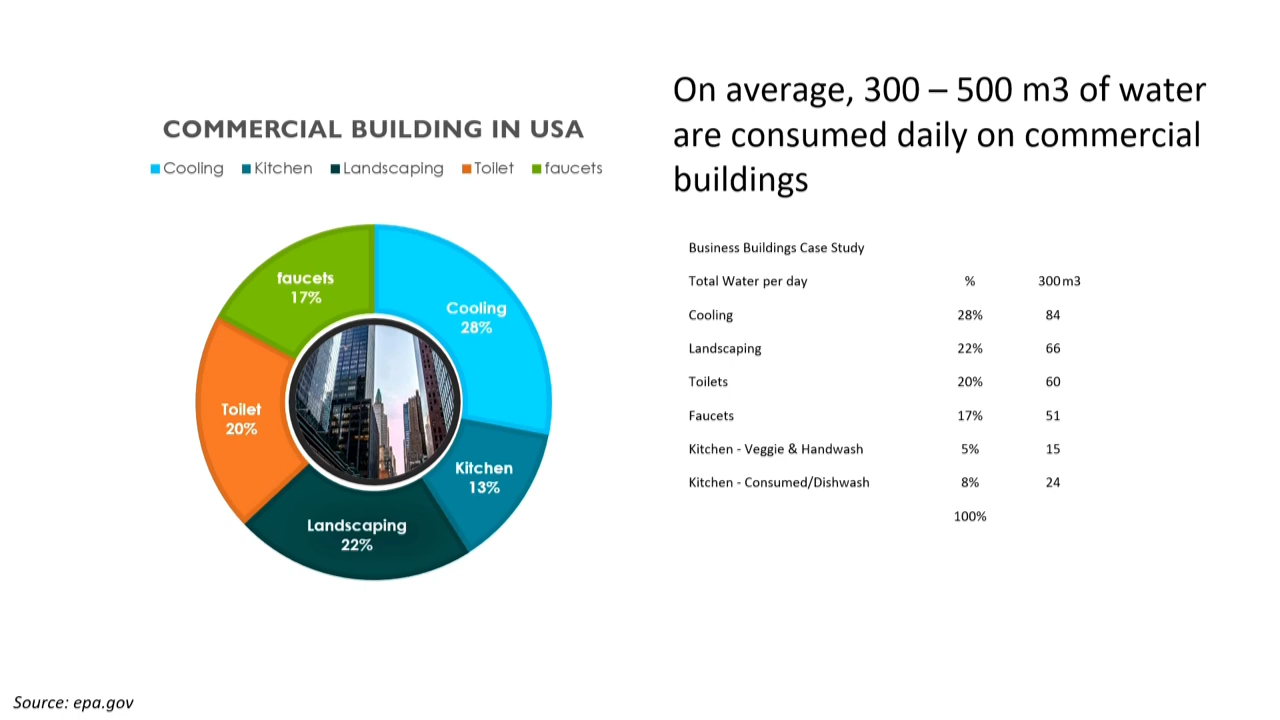 COMMERCIAL BUILDING IN USA
Cooling Kitchen Landscaping Toilet faucets
faucets
17%
Cooling
28%
Toilet
20%
Kitchen
13%
Landscaping
22%
On average, 300 – 500 m3 of water
are consumed daily on commercial
buildings
Business Buildings Case Study
Total Water per day % 300 m3
Cooling 28% 84
Landscaping 22% 66
Toilets 20% 60
Faucets 17% 51
Kitchen - Veggie & Handwash 5% 15
Kitchen - Consumed/Dishwash 8% 24
100%
Source: epa.gov